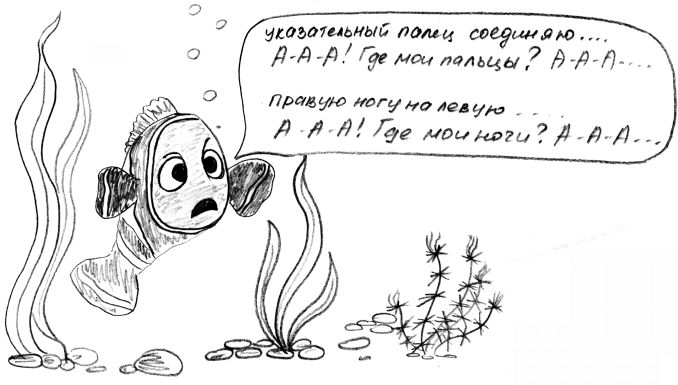 указательный палец соединяю....
А-А-А! Где мои пальцы? А-А-А-...
правую ногу на левую .....
А-А-А! Где мои ноги? А-А-А...